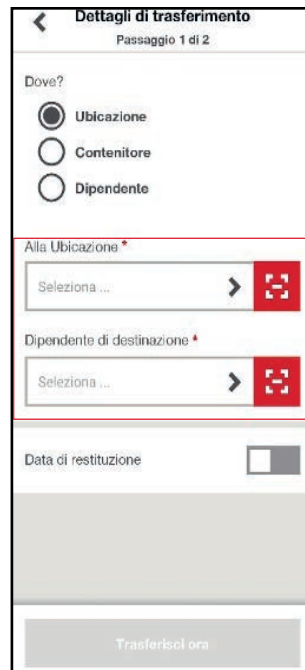 Dettagli di trasferimento
Passaggio 1 di 2
Dove?
Ubicazione
Contenitore
Dipendente
Alla Ubicazione *
Seleziona ...
Dipendente di destinazione *
Seleziona ...
Data di restituzione
Trasferisci ora